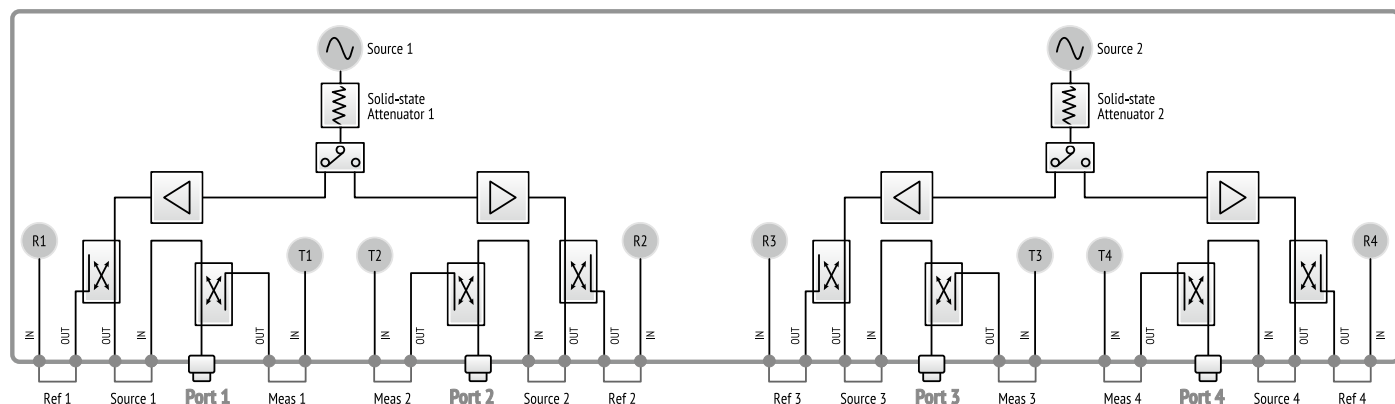 Source 1
Source 2
Solid-state
Attenuator 1
Solid-state
Attenuator 2
R1
T1
T2
R2
R3
T3
T4
R4
IN
OUT
OUT
IN
OUT
IN
IN
OUT
IN
OUT
OUT
IN
IN
OUT
OUT
IN
OUT
IN
IN
OUT
IN
OUT
OUT
IN
Ref 1
Source 1
Port 1
Meas 1
Meas 2
Port 2
Source 2
Ref 2
Ref 3
Source 3
Port 3
Meas 3
Meas 4
Port 4
Source 4
Ref 4